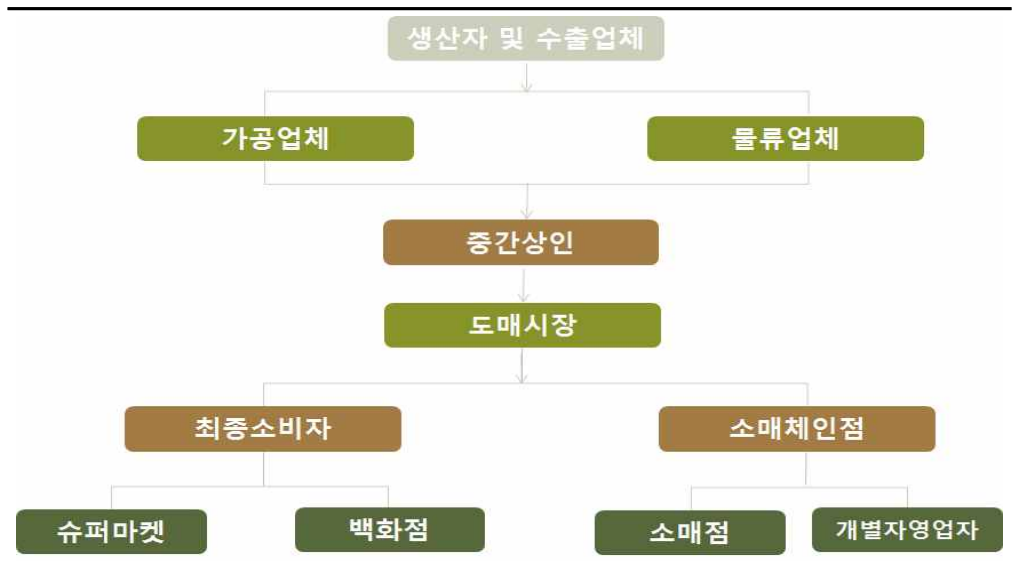 생산자 및 수출업체
가공업체
물류업체
중간상인
도매시장
최종소비자
소매체인점
슈퍼마켓
백화점
소매점
개별자영업자